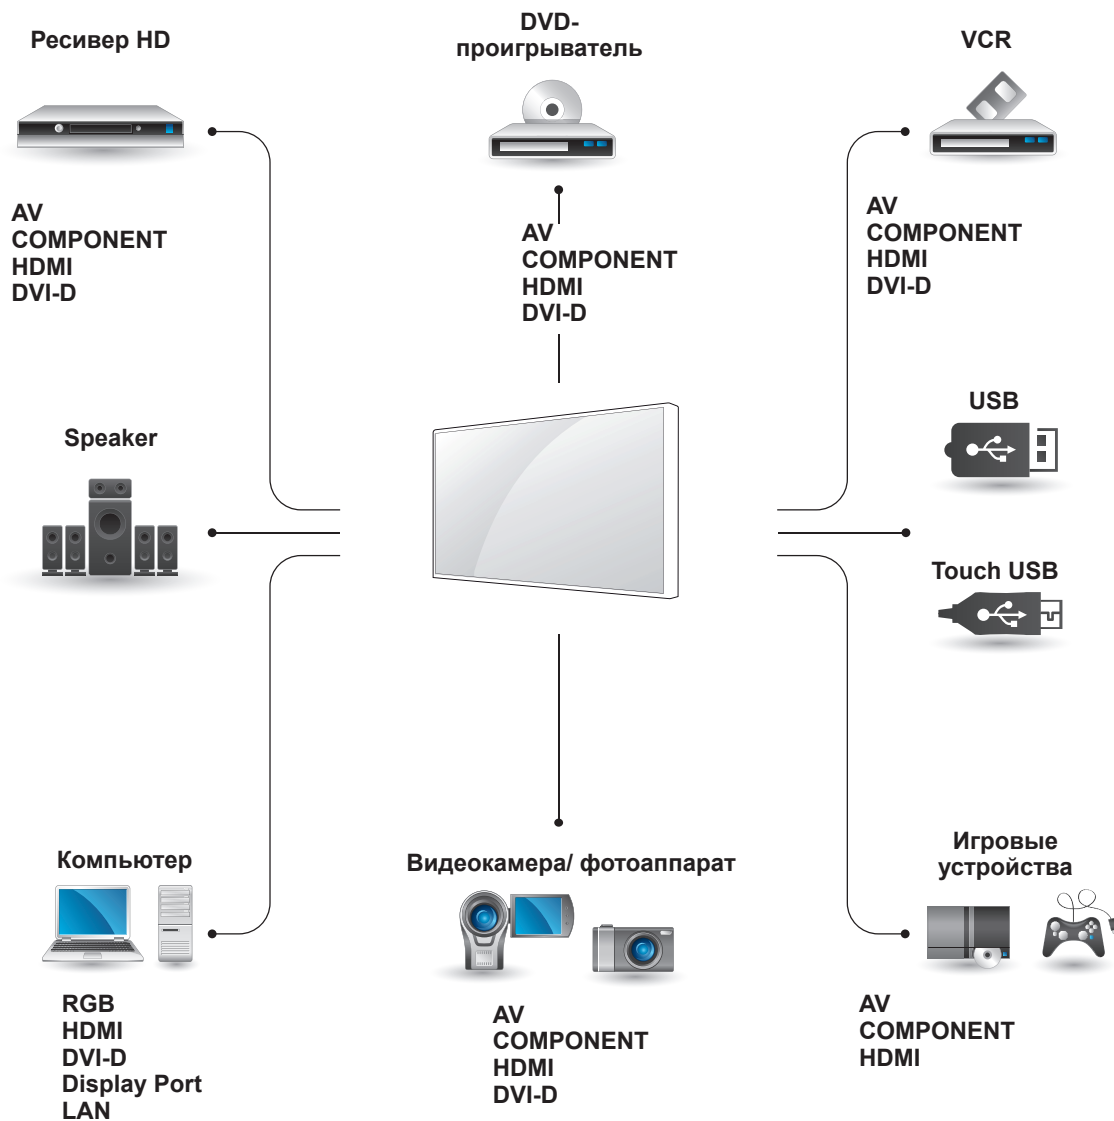 Ресивер HD
AV
COMPONENT
HDMI
DVI-D
DVD-
проигрыватель
AV
COMPONENT
HDMI
DVI-D
VCR
AV
COMPONENT
HDMI
DVI-D
Speaker
USB
Touch USB
Компьютер
RGB
HDMI
DVI-D
Display Port
LAN
Видеокамера/ фотоаппарат
AV
COMPONENT
HDMI
DVI-D
Игровые
устройства
AV
COMPONENT
HDMI